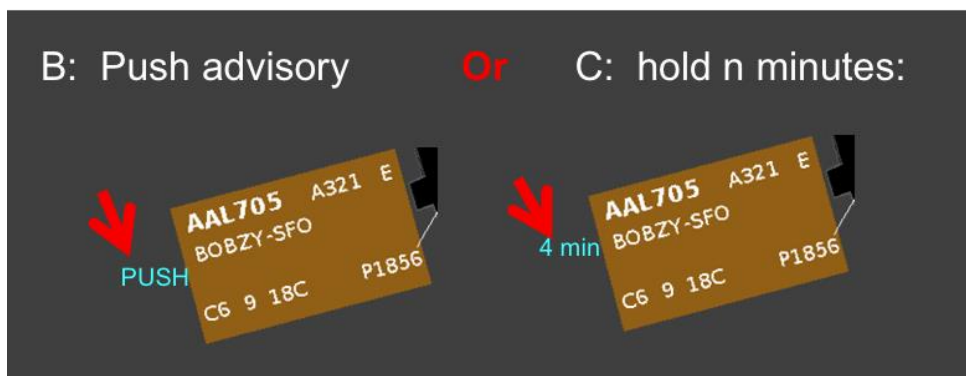 B: Push advisory Or C: hold n minutes:
AAL705 A321 E
BOBZY-SFO
PUSH
P1856
C6 9 18C
AAL705 A321 E
4 min
BOBZY-SFO
P1856
C6 9 18C